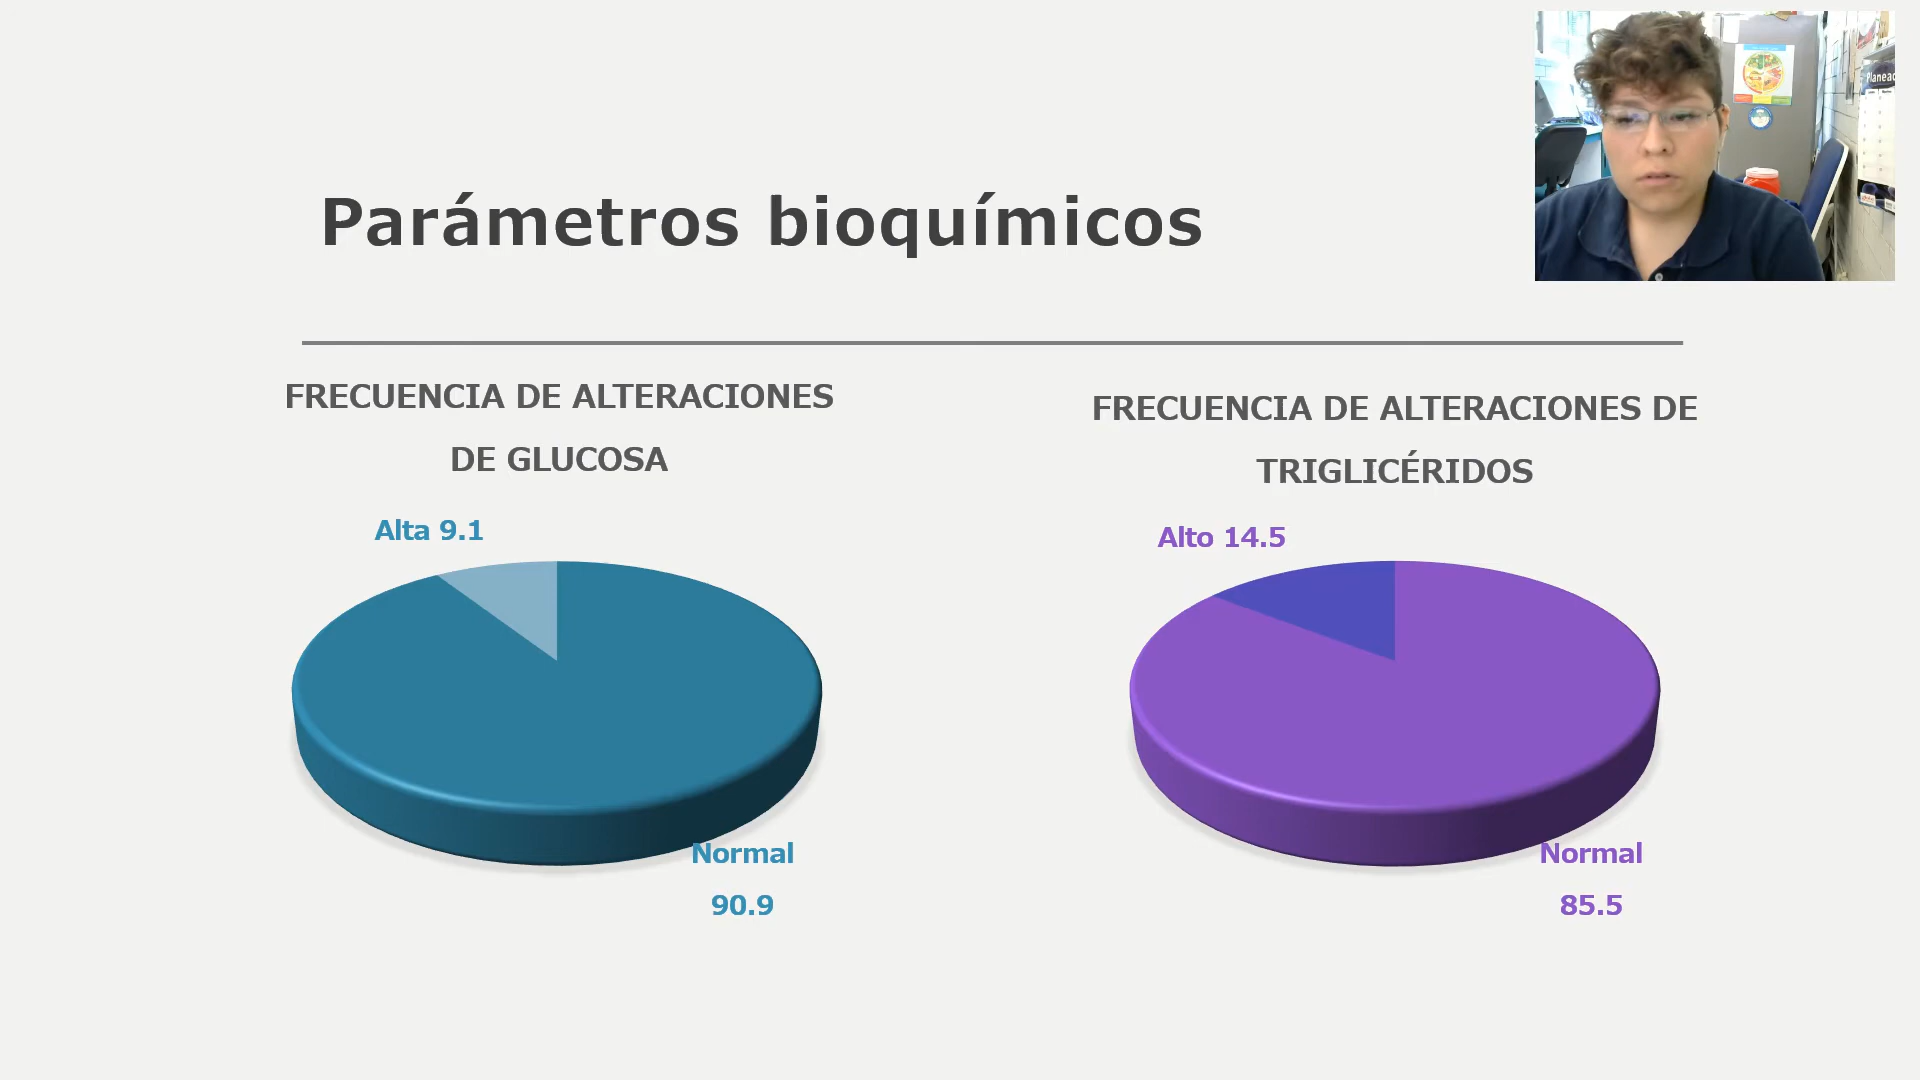 Parámetros bioquímicos
FRECUENCIA DE ALTERACIONES
DE GLUCOSA
Alta 9.1
Normal
90.9
FRECUENCIA DE ALTERACIONES DE
TRIGLICÉRIDOS
Alto 14.5
Normal
85.5
Planeac